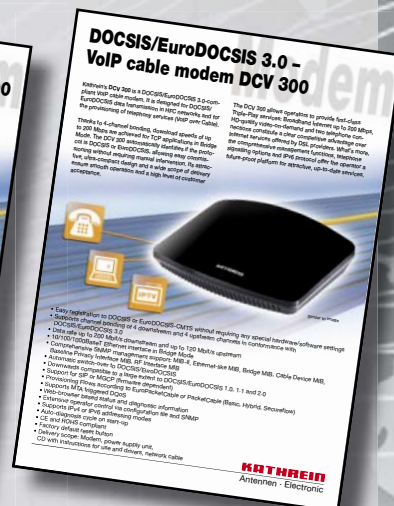 00
DOCSIS/EuroDOCSIS 3.0 –
VoIP cable modem DCV 300
Kathrein's DCV 300 is a DOCSIS/EuroDOCSIS 3.0-com-
pliant VoIP cable modem. It is designed for DOCSIS/
EuroDOCSIS data transmission in HFC networks and for
the provisioning of telephony services (VoIP over Cable).
Thanks to 4-channel bonding, download speeds of up
to 200 Mbps are achieved for TCP applications in Bridge
Mode. The DCV 300 automatically identifies if the proto-
col is DOCSIS or EuroDOCSIS, allowing easy commis-
sioning without requiring manual intervention. Its attrac-
tive, ultra-compact design and a wide scope of delivery
ensure smooth operation and a high level of customer
acceptance.
The DCV 300 allows operators to provide first-class
Triple-Play services: Broadband Internet up to 200 Mbps,
HD-quality video-on-demand and two telephone con-
nections constitute a clear competitive advantage over
Internet services offered by DSL providers. What's more,
the comprehensive management functions, telephone
signalling options and IPv6 protocol offer the operator a
future-proof platform for attractive, up-to-date services.
IPTV
KATHREIN
Similar to Photo
• Easy registration to DOCSIS or EuroDOCSIS-CMTS without requiring any special hardware/software settings
• Supports channel bonding of 4 downstream and 4 upstream channels in conformance with
DOCSIS/EuroDOCSIS 3.0
• Data rate up to 200 Mbit/s downstream and up to 120 Mbit/s upstream
• 10/100/1000BaseT Ethernet interface in Bridge Mode
• Comprehensive SNMP management support: MIB-II, Ethernet-like MIB, Bridge MIB, Cable Device MIB,
Baseline Privacy Interface MIB, RF Interface MIB
• Automatic switch-over to DOCSIS/EuroDOCSIS
• Downwards compatible to a large extent to DOCSIS/EuroDOCSIS 1.0, 1.1 and 2.0
• Support for SIP or MGCP (firmware dependent)
• Provisioning Flows according to EuroPacketCable or PacketCable (Basic, Hybrid, Secureflow)
• Supports MTA triggered DQoS
• Web-browser based status and diagnostic information
• Extensive operator control via configuration file and SNMP
• Supports IPv4 or IPv6 addressing modes
• Auto-diagnosis cycle on start-up
• CE and ROHS compliant
• Factory default reset button
• Delivery scope: Modem, power supply unit,
CD with instructions for use and drivers, network cable
KATHREIN
Antennen · Electronic